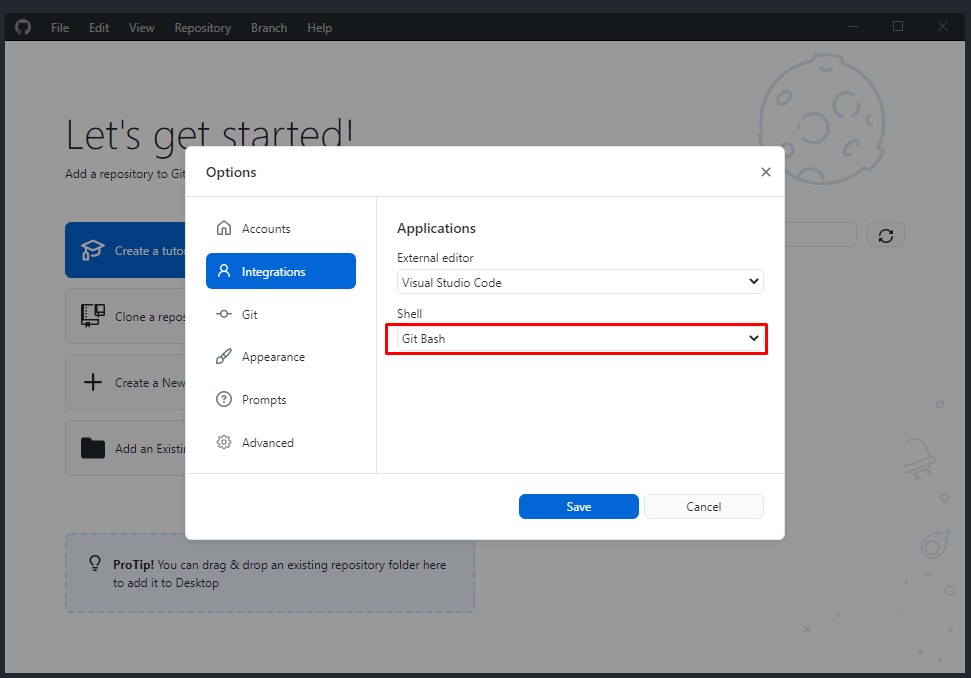 File Edit View Repository Branch Help
Let's get started!
Add a repository to Git
Create a tuto
Clone a repos
Create a New
Add an Existi
Options
Accounts
Integrations
Git
Appearance
Prompts
Advanced
Applications
External editor
Visual Studio Code
Shell
Git Bash
Save Cancel
ProTip! You can drag & drop an existing repository folder here
to add it to Desktop